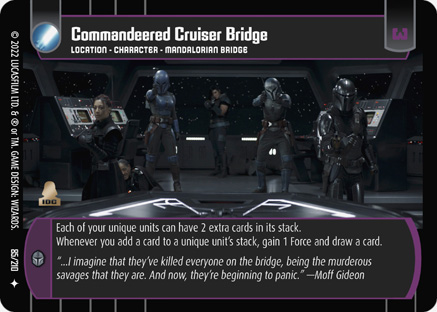 Commandeered Cruiser Bridge
LOCATION - CHARACTER - MANDALORIAN BRIDGE
3
© 2022 LUCASFILM LTD. & ® or TM. GAME DESIGN: WIZARDS.
85/210
Each of your unique units can have 2 extra cards in its stack.
Whenever you add a card to a unique unit's stack, gain 1 Force and draw a card.
"...I imagine that they've killed everyone on the bridge, being the murderous
savages that they are. And now, they're beginning to panic." —Moff Gideon